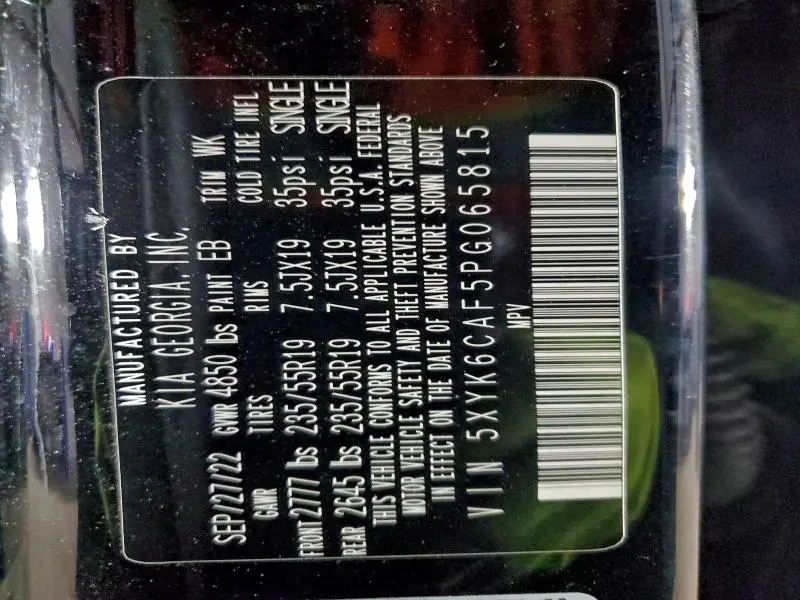 MANUFACTURED BY
KIA GEORGIA, INC.
SEP/27/22 GWR 4850 lbs PAINT EB TRIM WK
GAWR TIRES RIMS COLD TIRE INFL
FRONT 2777 lbs 235/55R19 7.5JX19 35psi SINGLE
REAR 2645 lbs 235/55R19 7.5JX19 35psi SINGLE
THIS VEHICLE CONFORMS TO ALL APPLICABLE U.S.A. FEDERAL
MOTOR VEHICLE SAFETY AND THEFT PREVENTION STANDARDS
IN EFFECT ON THE DATE OF MANUFACTURE SHOWN ABOVE
VIN 5XYK6CAF5PG065815
MPV